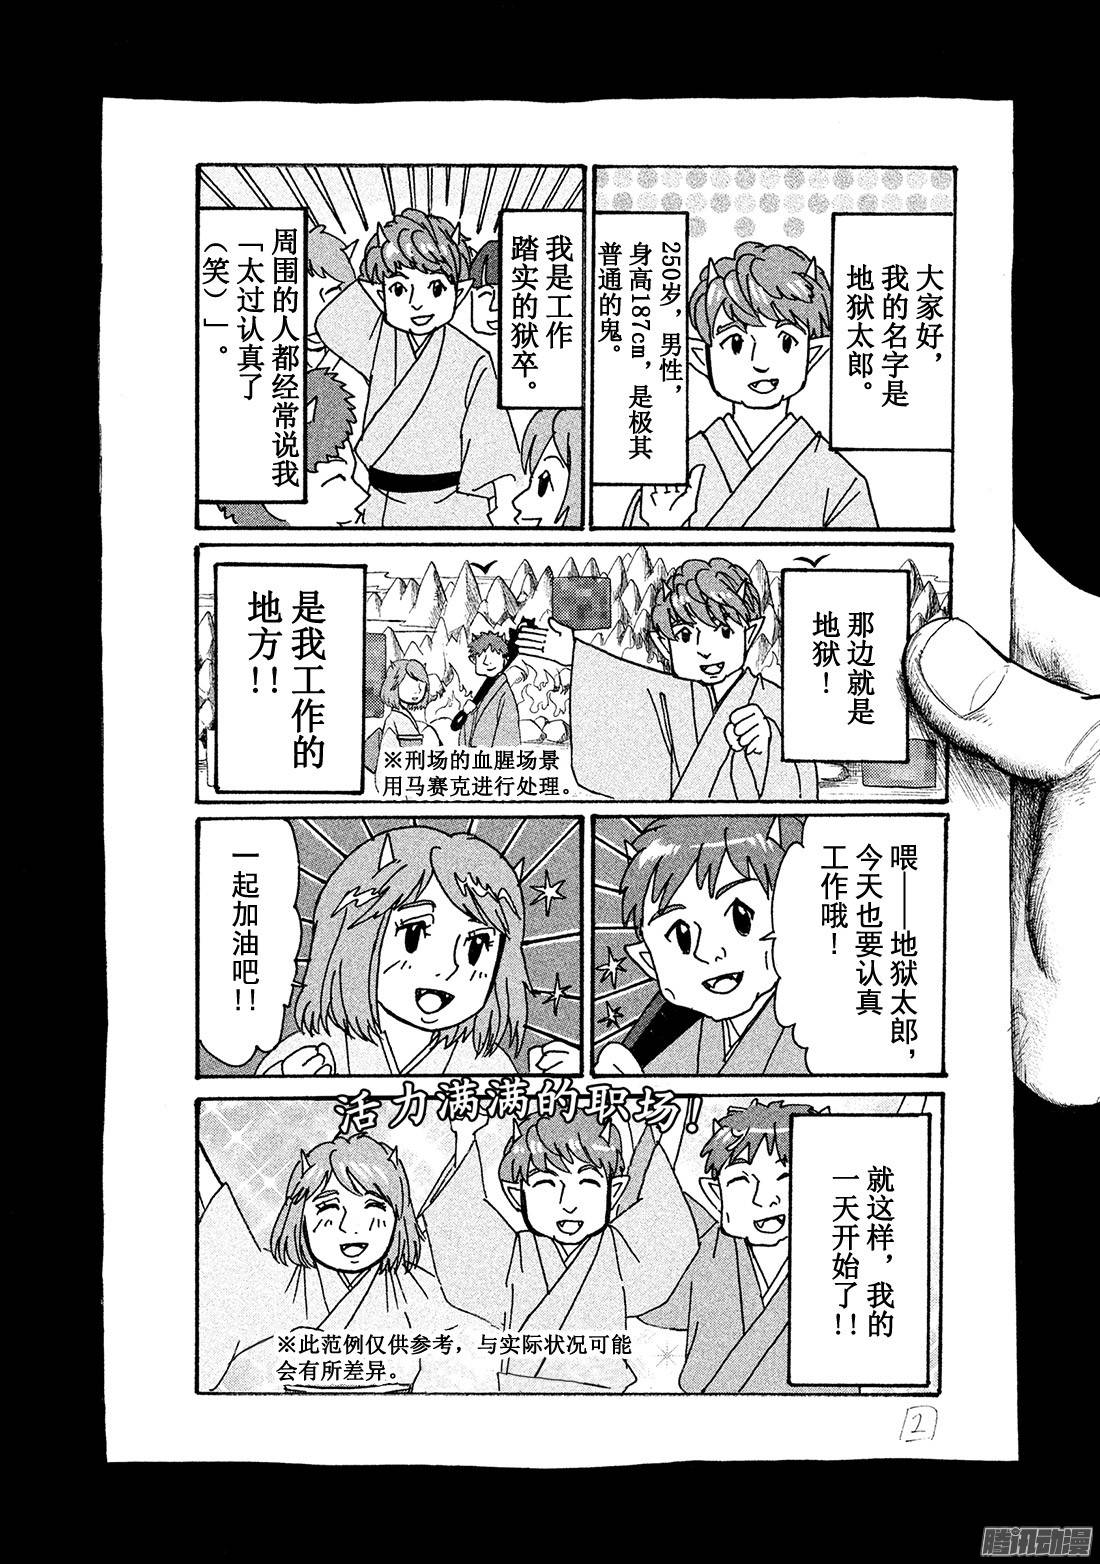 大家好，
我的名字是
地狱太郎。
250岁，男性，
身高187cm，是极其
普通的鬼。
我是工作
踏实的狱卒。
周围的人都经常说我
「太过认真了
（笑）」。
那边就是
地狱！
是我工作的
地方！！
※刑场的血腥场景
用马赛克进行处理。
喂——地狱太郎，
今天也要认真
工作哦！
一起加油吧！！
活力满满的职场！
就这样，我的
一天开始了！！
※此范例仅供参考，与实际状况可能
会有所差异。
2
腾讯动漫